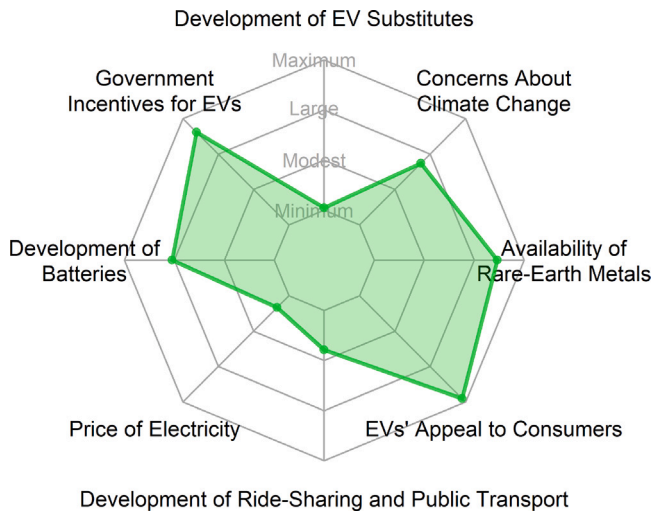 Development of EV Substitutes
Maximum
Government
Incentives for EVs
Concerns About
Climate Change
Large
Modest
Minimum
Development of
Batteries
Availability of
Rare-Earth Metals
Price of Electricity
EVs' Appeal to Consumers
Development of Ride-Sharing and Public Transport